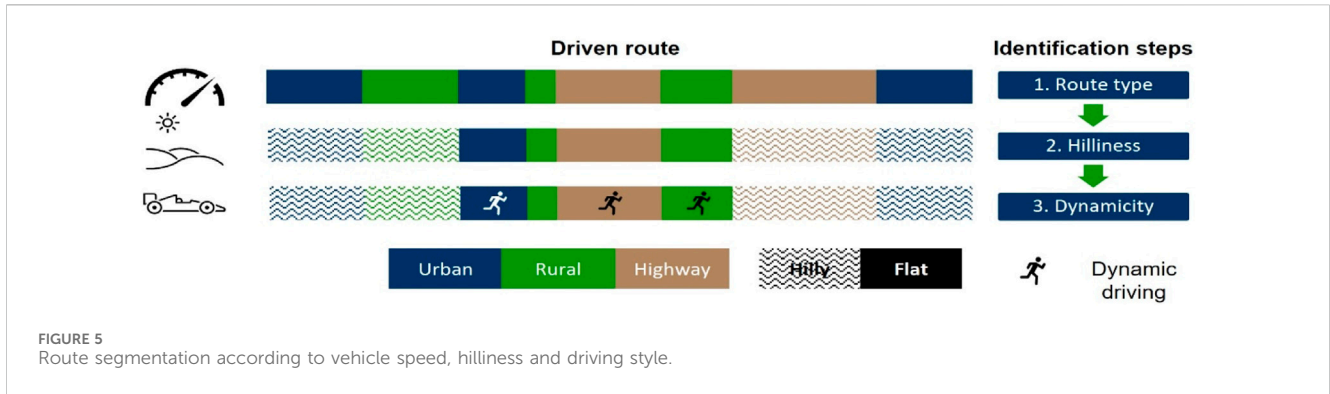 Driven route
Identification steps
1. Route type
2. Hilliness
3. Dynamicity
Urban
Rural
Highway
Hilly
Flat
Dynamic
driving
FIGURE 5
Route segmentation according to vehicle speed, hilliness and driving style.